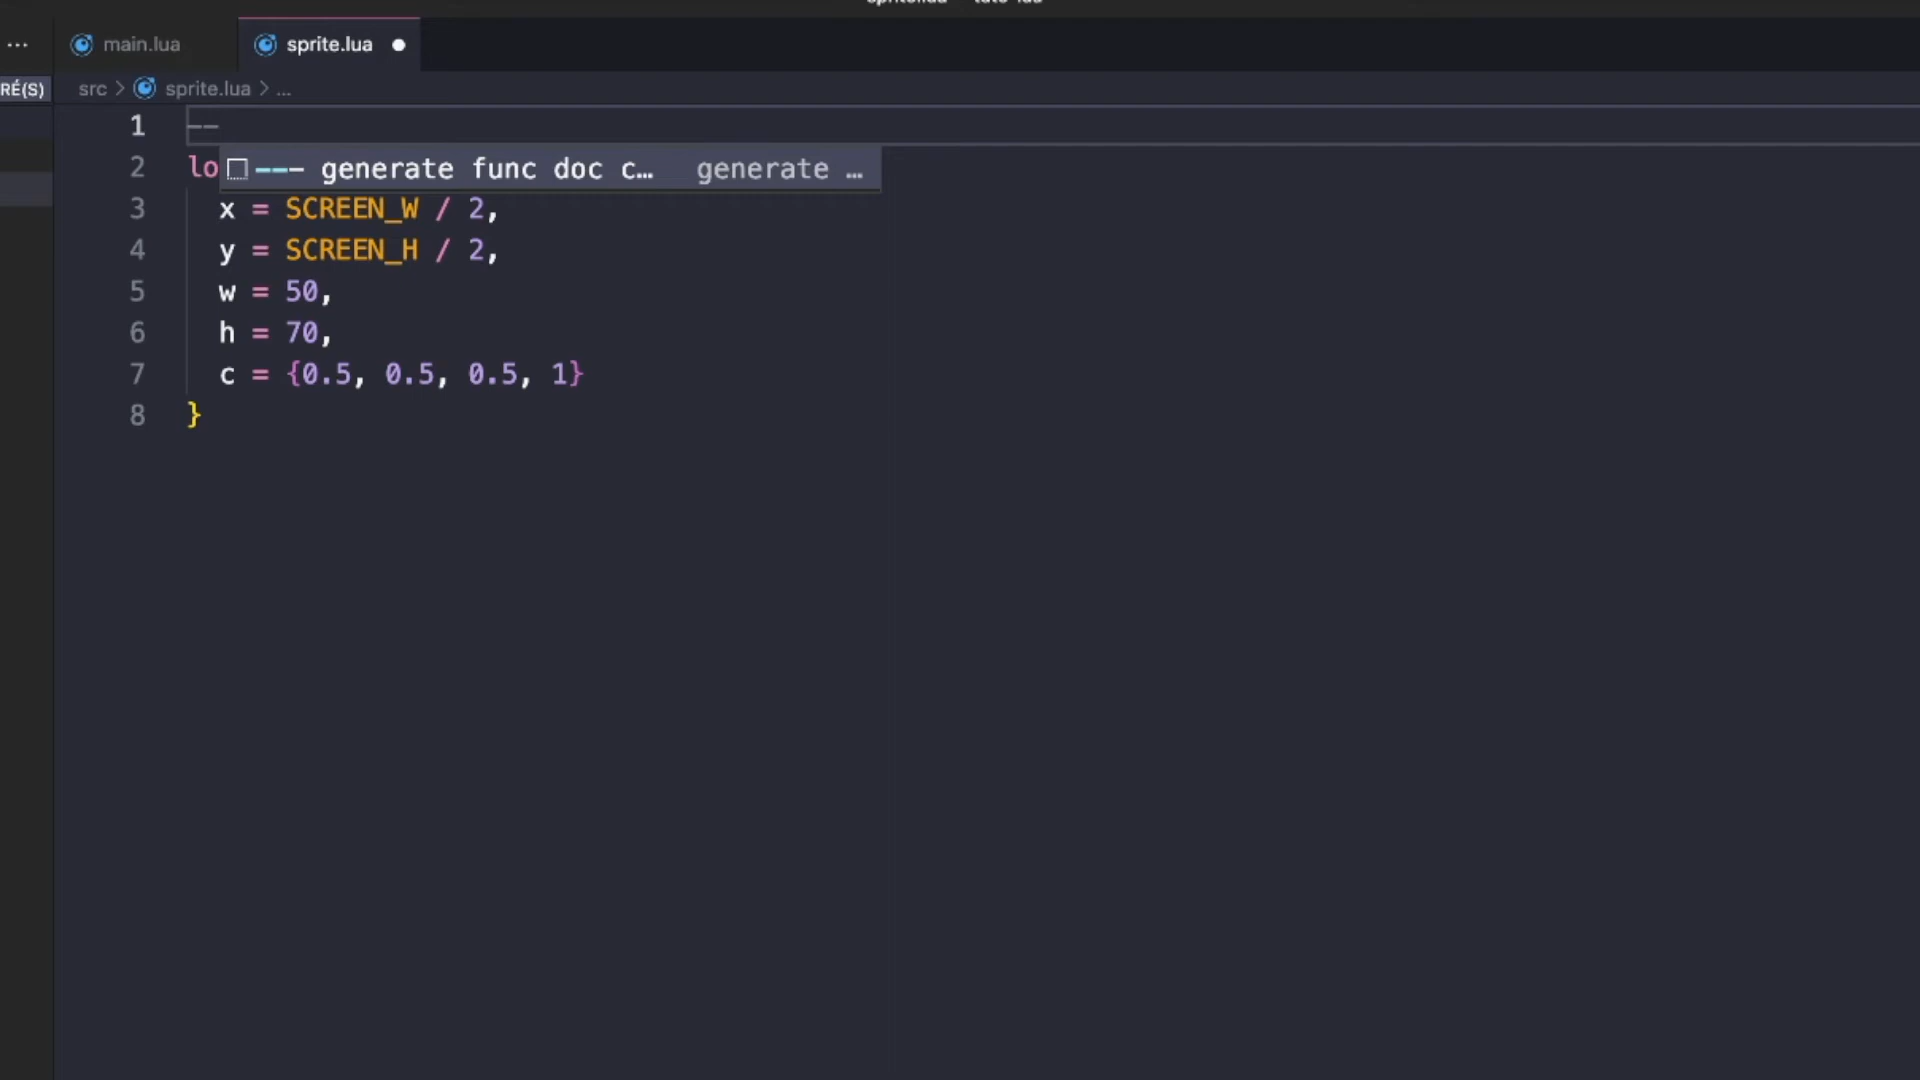 main.lua
sprite.lua
RÉ(S)
src > sprite.lua > ...
1 --
2 lo
--- generate func doc c… generate …
3 x = SCREEN_W / 2,
4 y = SCREEN_H / 2,
5 w = 50,
6 h = 70,
7 c = {0.5, 0.5, 0.5, 1}
8 }